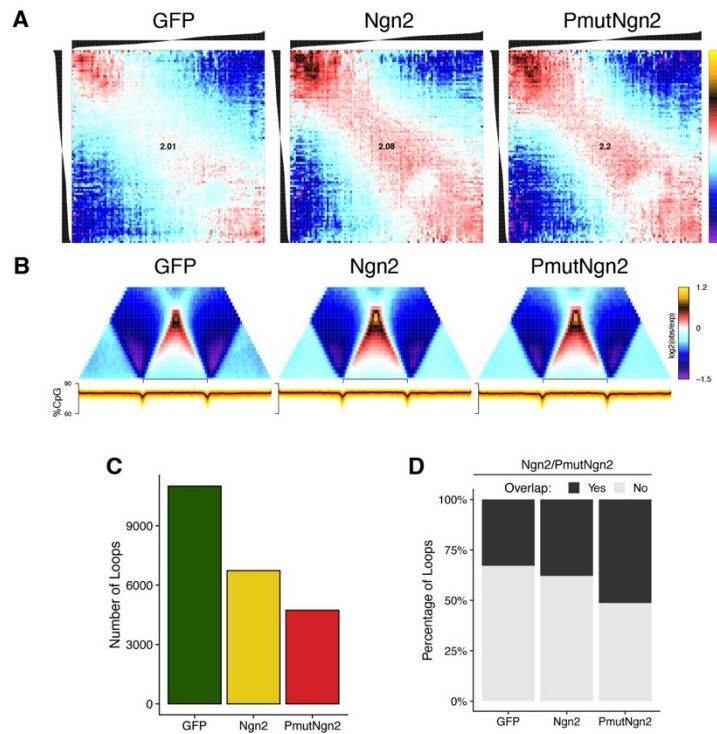 A
GFP
Ngn2
PmutNgn2
2.01
2.08
2.2
B
GFP
Ngn2
PmutNgn2
1.2
log2(obs/exp)
−1.5
90
%CpG
60
C
D
Ngn2/PmutNgn2
Overlap: Yes No
Number of Loops
9000
6000
3000
0
GFP
Ngn2
PmutNgn2
Percentage of Loops
100%
75%
50%
25%
0%
GFP
Ngn2
PmutNgn2